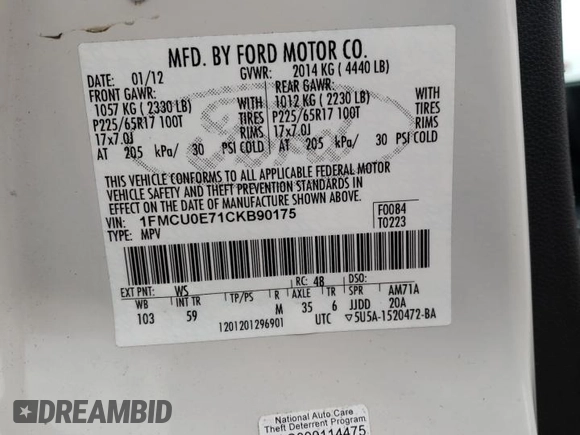 MFD. BY FORD MOTOR CO.
DATE: 01/12 GVWR: 2014 KG ( 4440 LB)
FRONT GAWR: REAR GAWR:
1057 KG ( 2330 LB) WITH 1012 KG ( 2230 LB) WITH
P225/65R17 100T TIRES P225/65R17 100T TIRES
17x7.0J RIMS 17x7.0J RIMS
AT 205 kPa/ 30 PSI COLD AT 205 kPa/ 30 PSI COLD
THIS VEHICLE CONFORMS TO ALL APPLICABLE FEDERAL MOTOR
VEHICLE SAFETY AND THEFT PREVENTION STANDARDS IN
EFFECT ON THE DATE OF MANUFACTURE SHOWN ABOVE.
VIN: 1FMCU0E71CKB90175 F0084
TYPE: MPV T0223
EXT PNT: WS RC: 48 DSO:
WB INT TR TP/PS R AXLE TR SPR AM71A
103 59 M 35 6 JJDD 20A
1201201296901 UTC ▽5U5A-1520472-BA
Ford
National Auto Care
Theft Deterrent Program
AUTOBIDMASTER